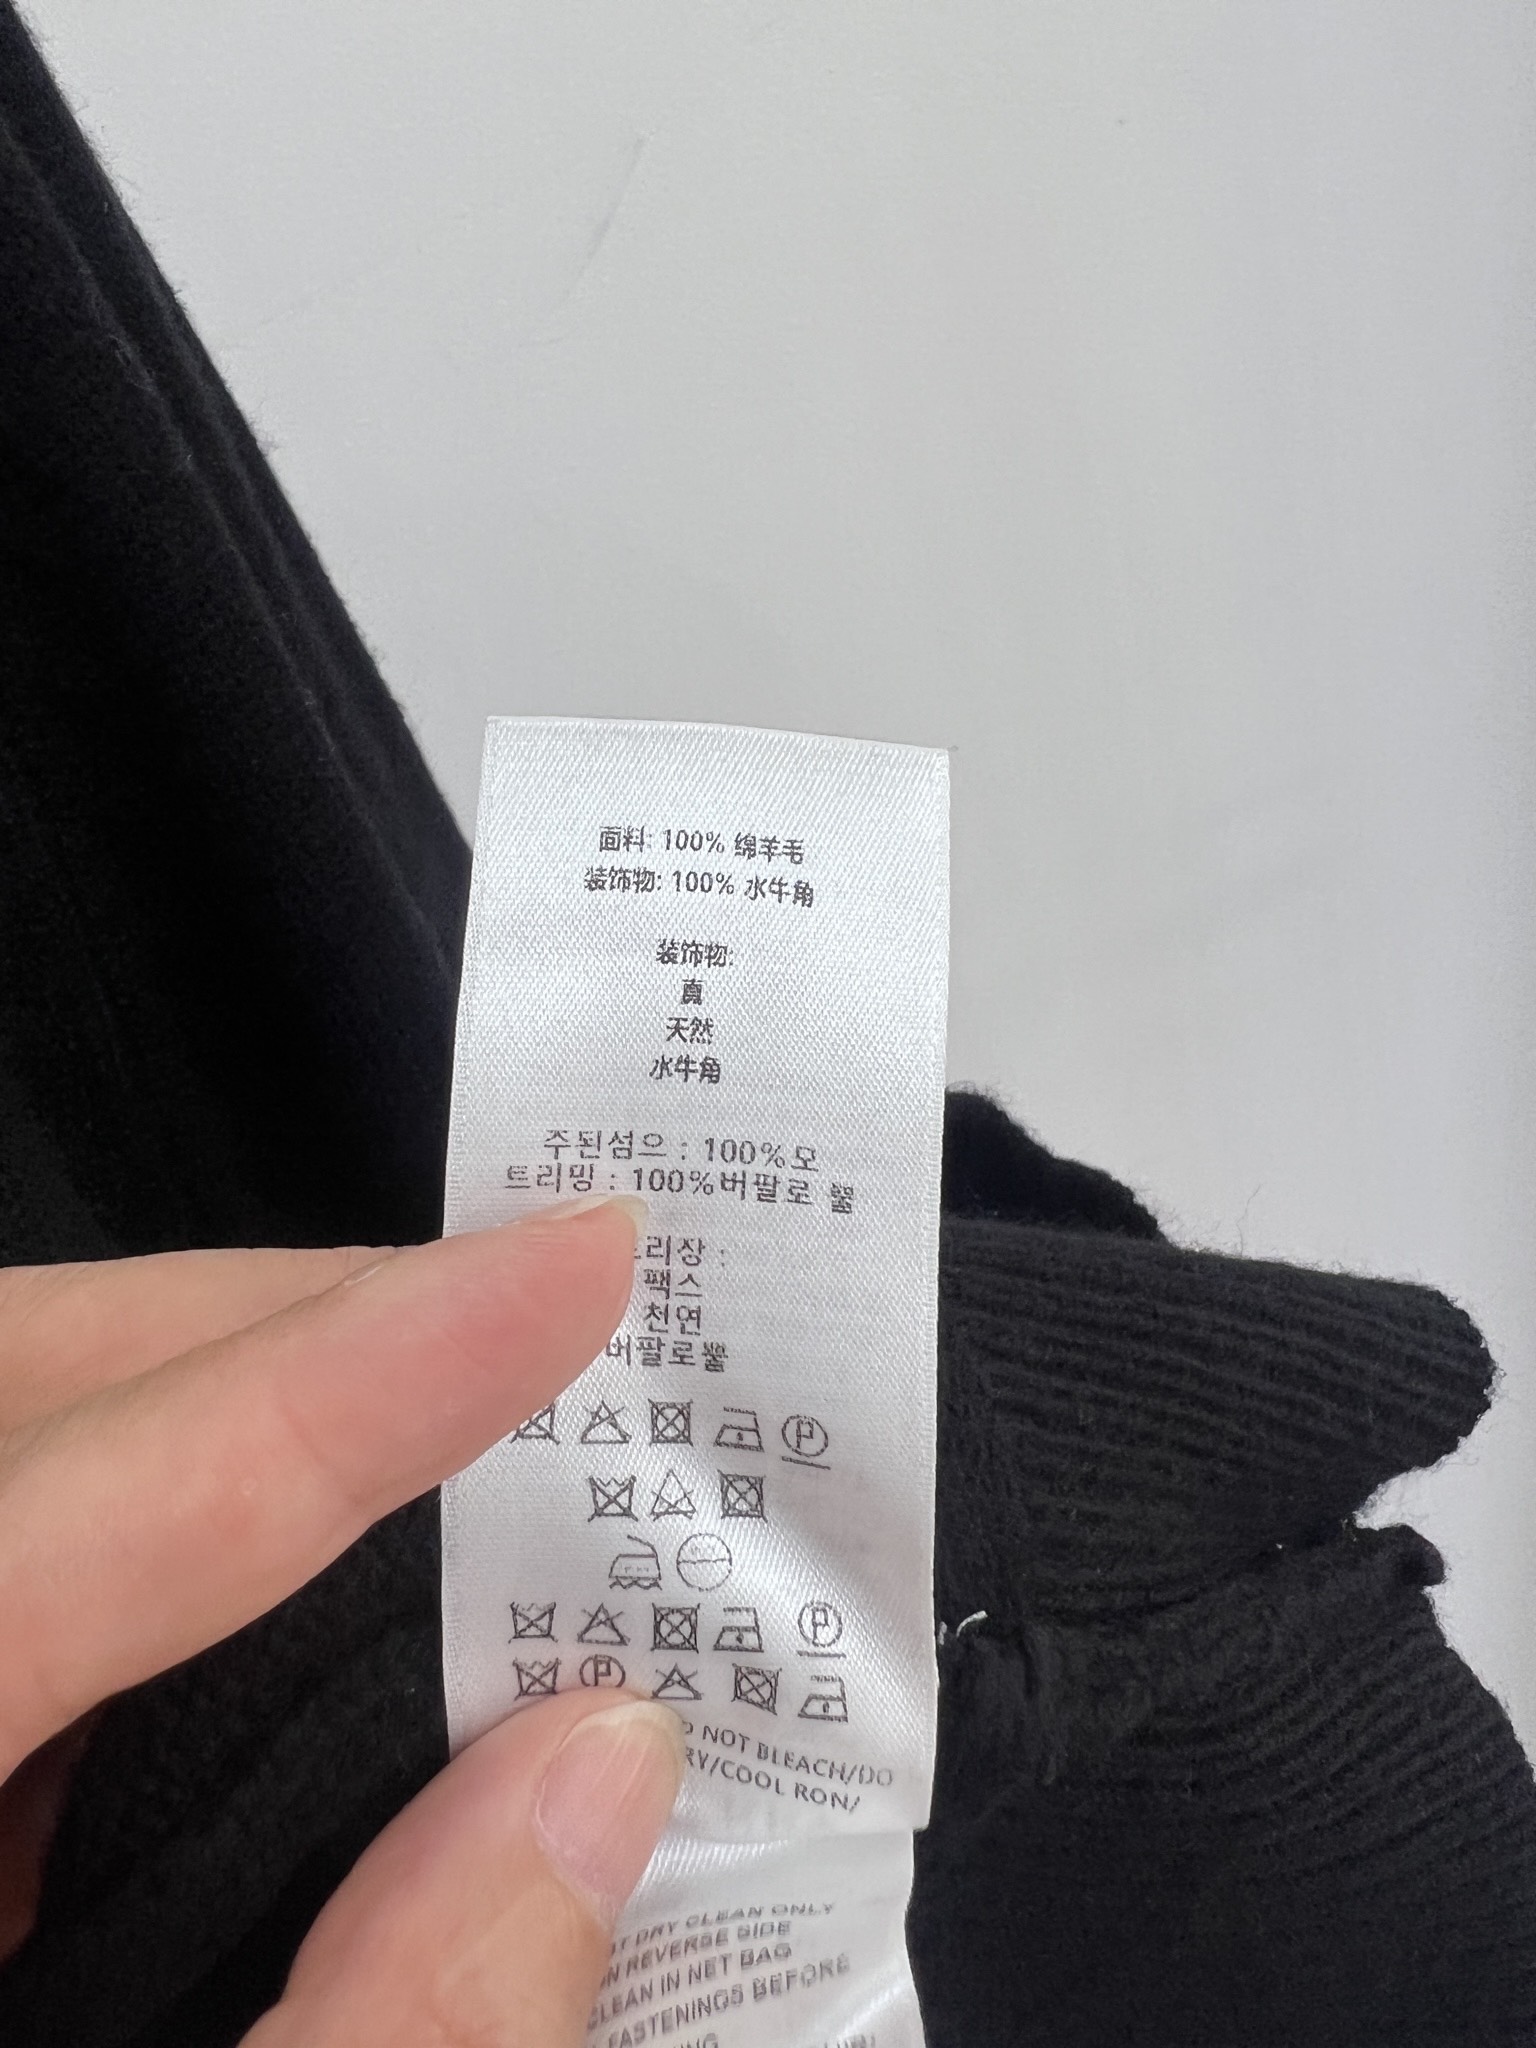 面料: 100% 绵羊毛
装饰物: 100% 水牛角
装饰物:
真
天然
水牛角
주된섬으 : 100%모
트리밍 : 100%버팔로 뿔
리장 :
팩스
천연
버팔로뿔
NOT BLEACH/DO
/COOL RON/
DRY CLEAN ONLY
REVERSE SIDE
CLEAN IN NET BAG
FASTENINGS BEFORE